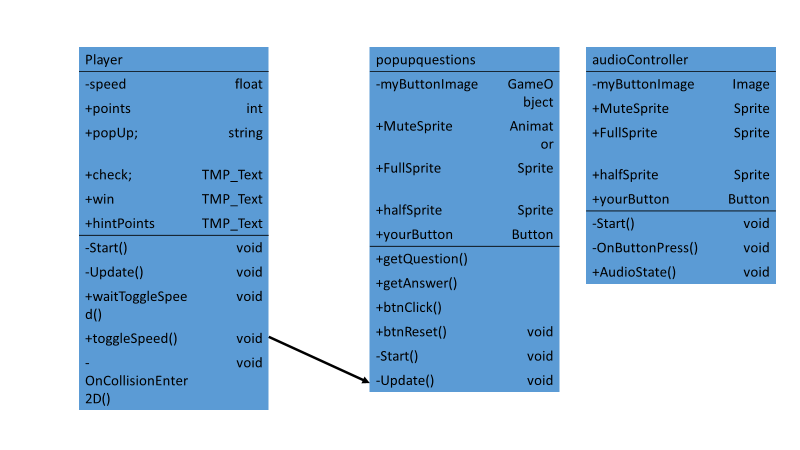 Player
-speed float
+points int
+popUp; string
+check; TMP_Text
+win TMP_Text
+hintPoints TMP_Text
-Start() void
-Update() void
+waitToggleSpee void
d()
+toggleSpeed() void
- void
OnCollisionEnter
2D()
popupquestions
-myButtonImage GameO
bject
+MuteSprite Animat
or
+FullSprite Sprite
+halfSprite Sprite
+yourButton Button
+getQuestion()
+getAnswer()
+btnClick()
+btnReset() void
-Start() void
-Update() void
audioController
-myButtonImage Image
+MuteSprite Sprite
+FullSprite Sprite
+halfSprite Sprite
+yourButton Button
-Start() void
-OnButtonPress() void
+AudioState() void